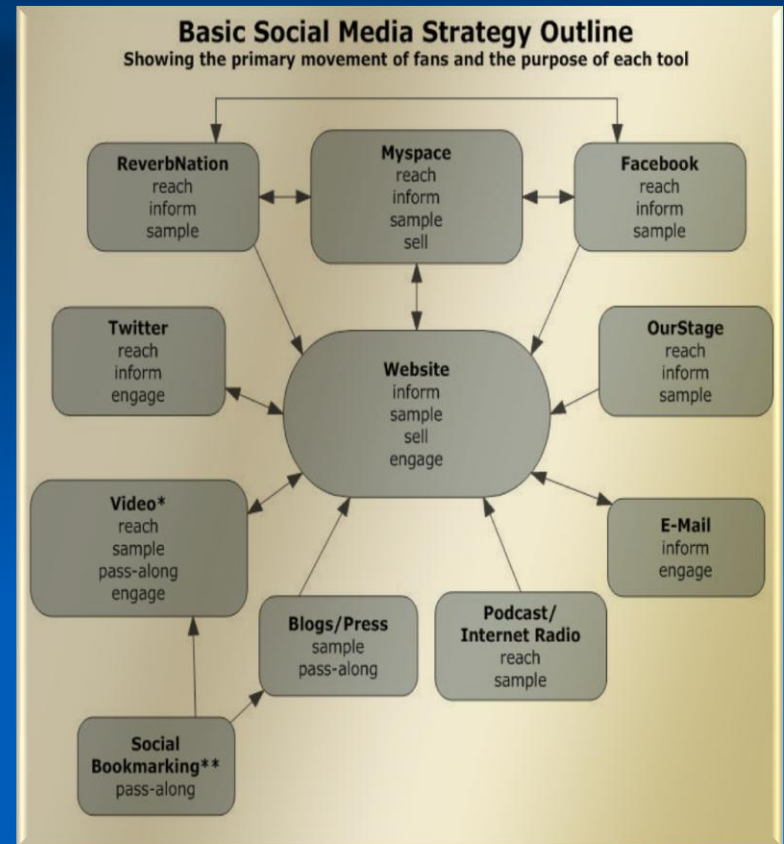 Basic Social Media Strategy Outline
Showing the primary movement of fans and the purpose of each tool
ReverbNation
reach
inform
sample
Myspace
reach
inform
sample
sell
Facebook
reach
inform
sample
Twitter
reach
inform
engage
Website
inform
sample
sell
engage
OurStage
reach
inform
sample
Video*
reach
sample
pass-along
engage
E-Mail
inform
engage
Blogs/Press
sample
pass-along
Podcast/
Internet Radio
reach
sample
Social
Bookmarking**
pass-along